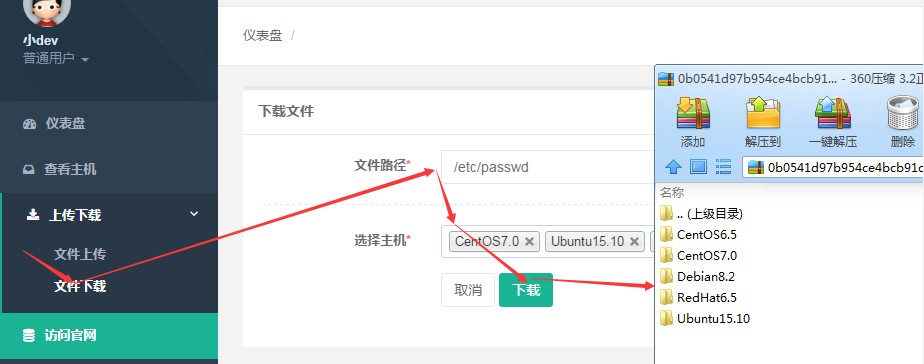 小dev
普通用户
仪表盘
查看主机
上传下载
文件上传
文件下载
访问官网
仪表盘 /
下载文件
文件路径*
/etc/passwd
选择主机*
CentOS7.0 × Ubuntu15.10 ×
取消 下载
0b0541d97b954ce4bcb91... - 360压缩 3.2正
添加 解压到 一键解压 删除
0b0541d97b954ce4bcb91c
名称
.. (上级目录)
CentOS6.5
CentOS7.0
Debian8.2
RedHat6.5
Ubuntu15.10